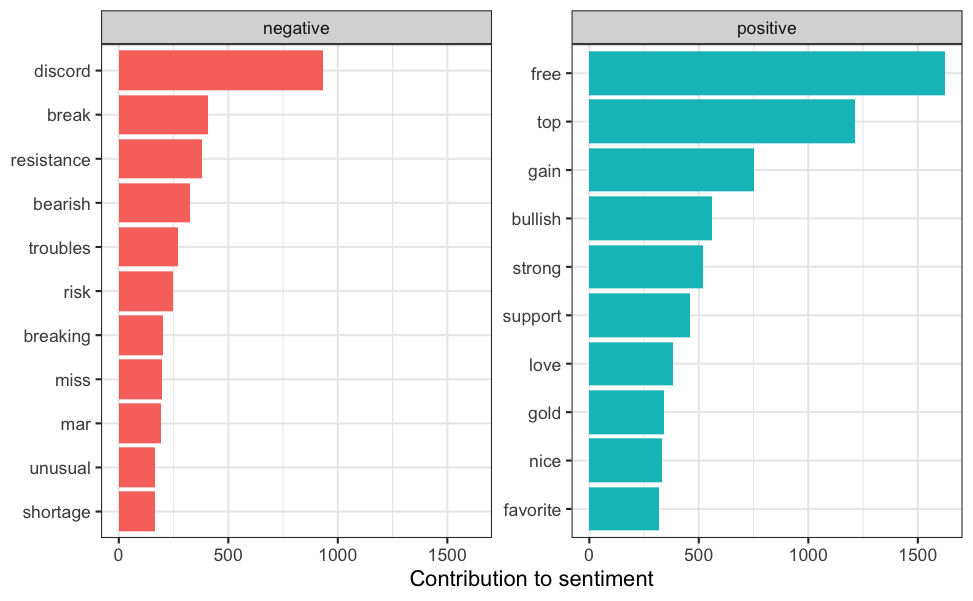 negative
discord
break
resistance
bearish
troubles
risk
breaking
miss
mar
unusual
shortage
0 500 1000 1500
positive
free
top
gain
bullish
strong
support
love
gold
nice
favorite
0 500 1000 1500
Contribution to sentiment